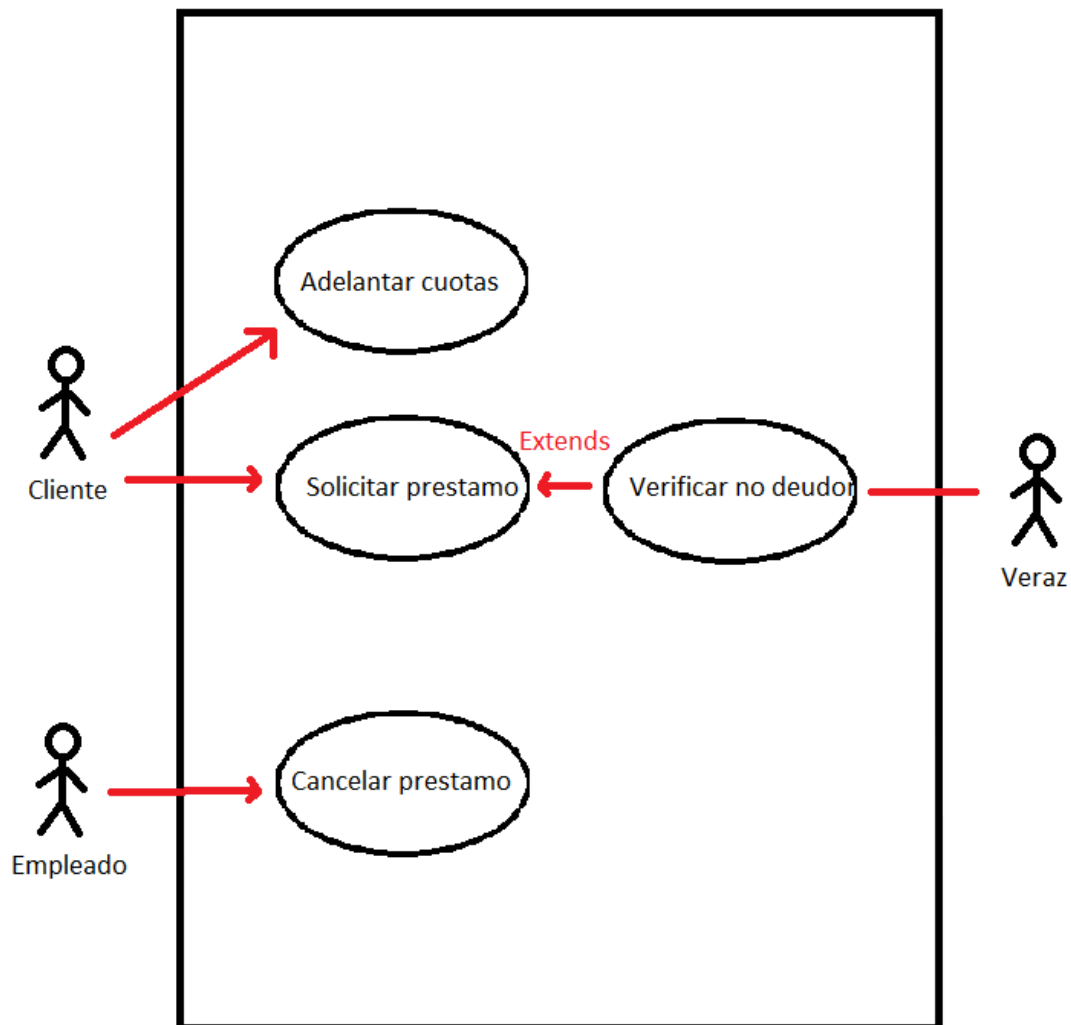 Adelantar cuotas
Cliente
Solicitar prestamo
Extends
Verificar no deudor
Veraz
Empleado
Cancelar prestamo